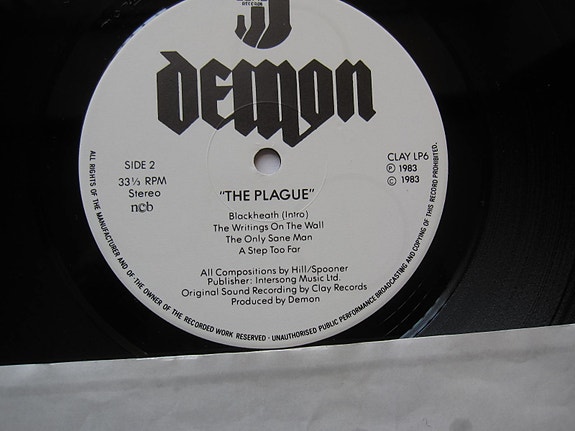 RECORDS
DEMON
SIDE 2
33⅓ RPM
Stereo
ncb
CLAY LP6
Ⓟ 1983
© 1983
"THE PLAGUE"
Blackheath (Intro)
The Writings On The Wall
The Only Sane Man
A Step Too Far
All Compositions by Hill/Spooner
Publisher: Intersong Music Ltd.
Original Sound Recording by Clay Records
Produced by Demon
ALL RIGHTS OF THE MANUFACTURER AND OF THE OWNER OF THE RECORDED WORK RESERVED - UNAUTHORISED PUBLIC PERFORMANCE BROADCASTING AND COPYING OF THIS RECORD PROHIBITED.